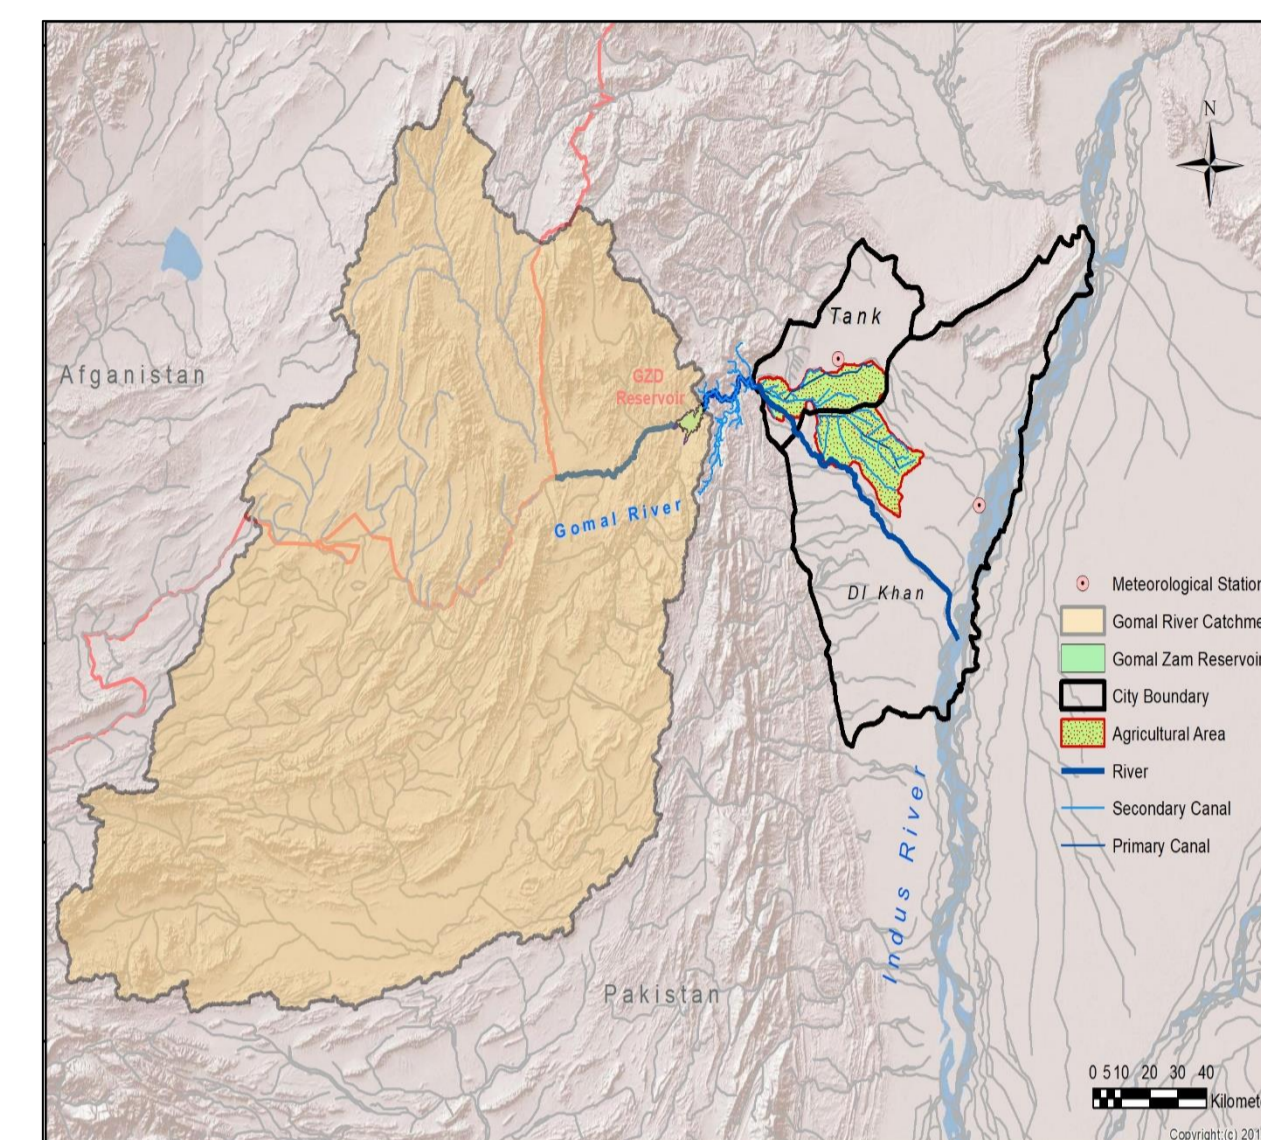 N
Tank
Afganistan
GZD
Reservoir
Gomal River
DI Khan
Meteorological Station
Gomal River Catchme
Gomal Zam Reservoir
City Boundary
Agricultural Area
River
Secondary Canal
Primary Canal
Indus River
Pakistan
0 5 10 20 30 40
Kilomet
Copyright:(c) 201